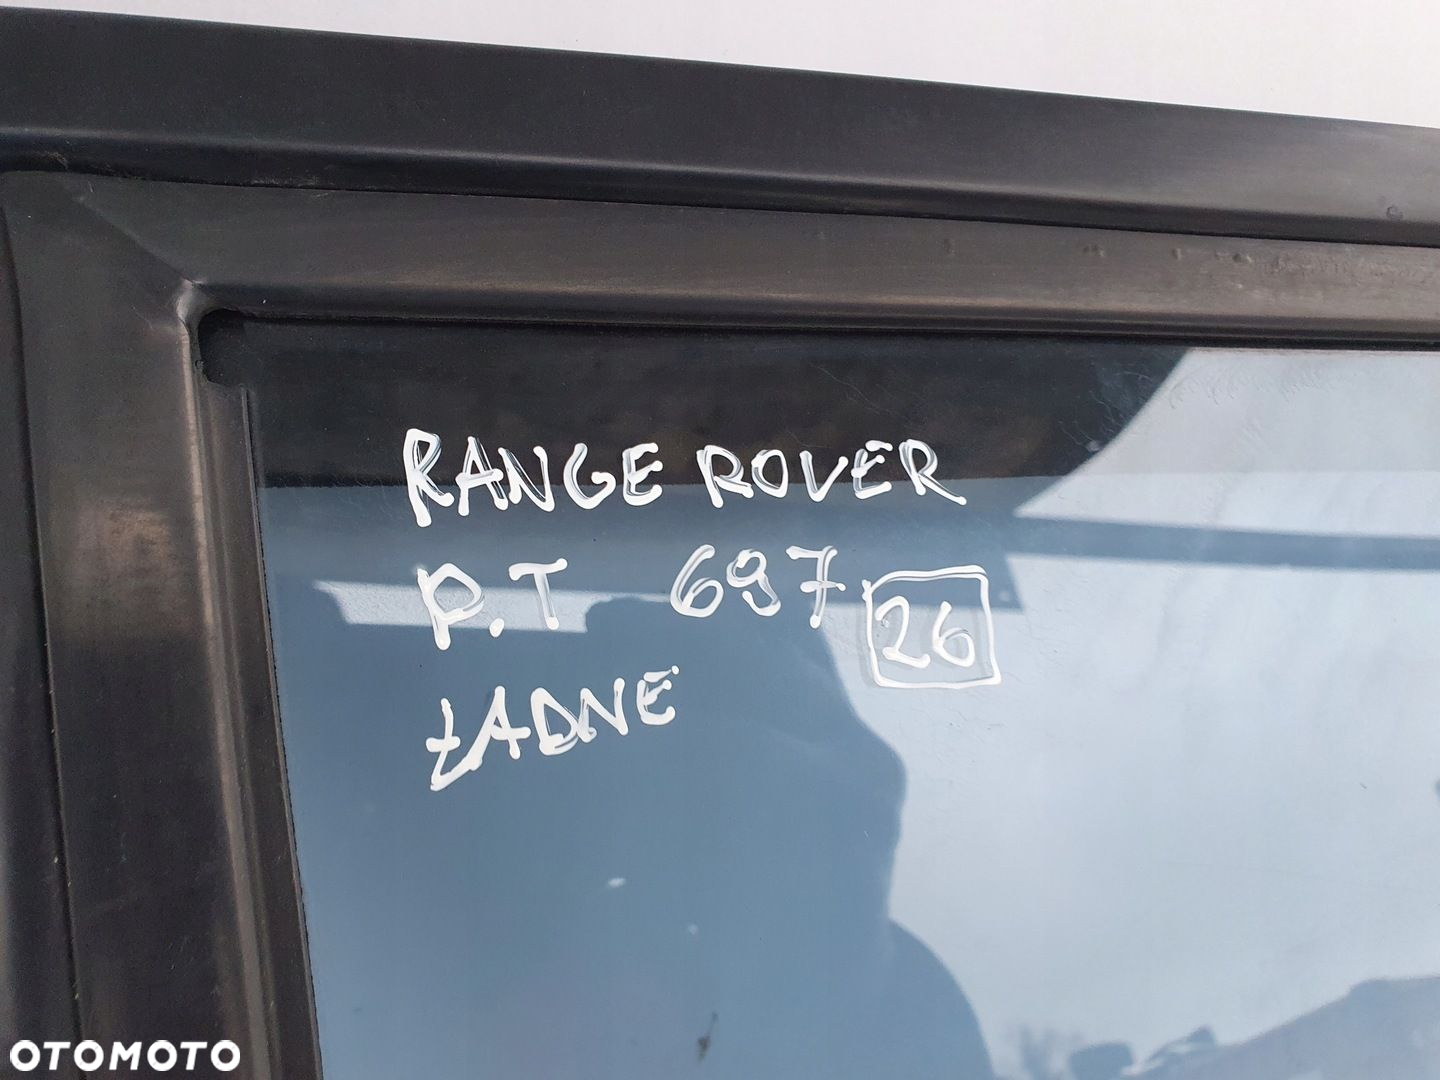 RANGE ROVER
P.T 697 26
ŁADNE
OTOMOTO